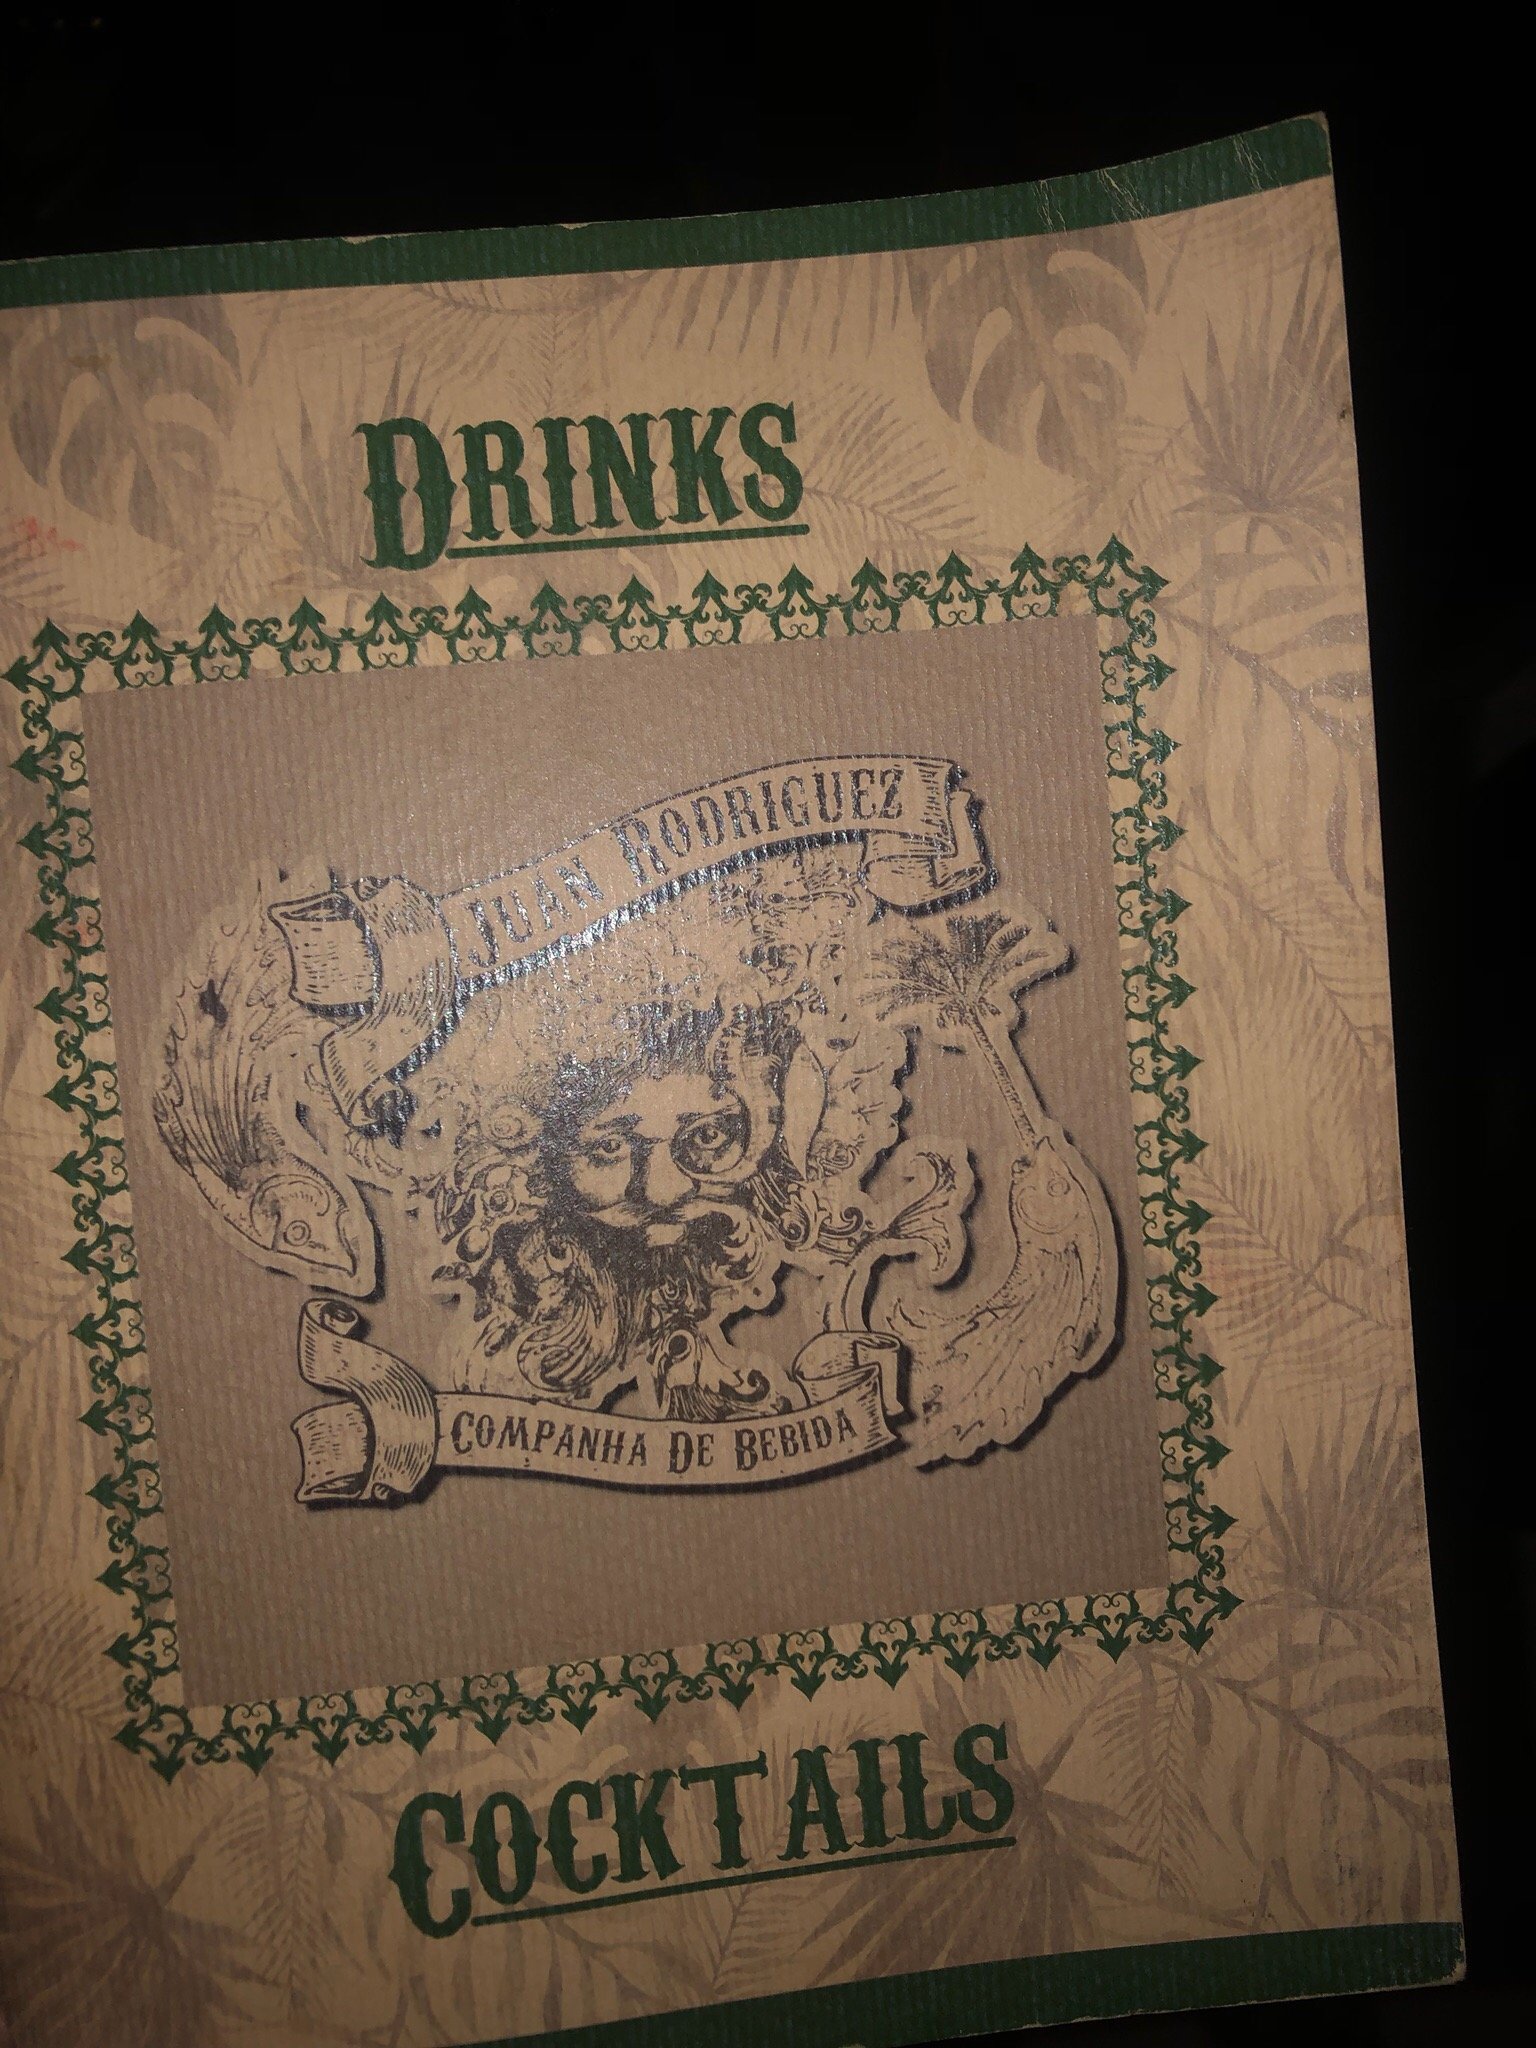 DRINKS
JUAN RODRIGUEZ
COMPANHA DE BEBIDA
COCKTAILS